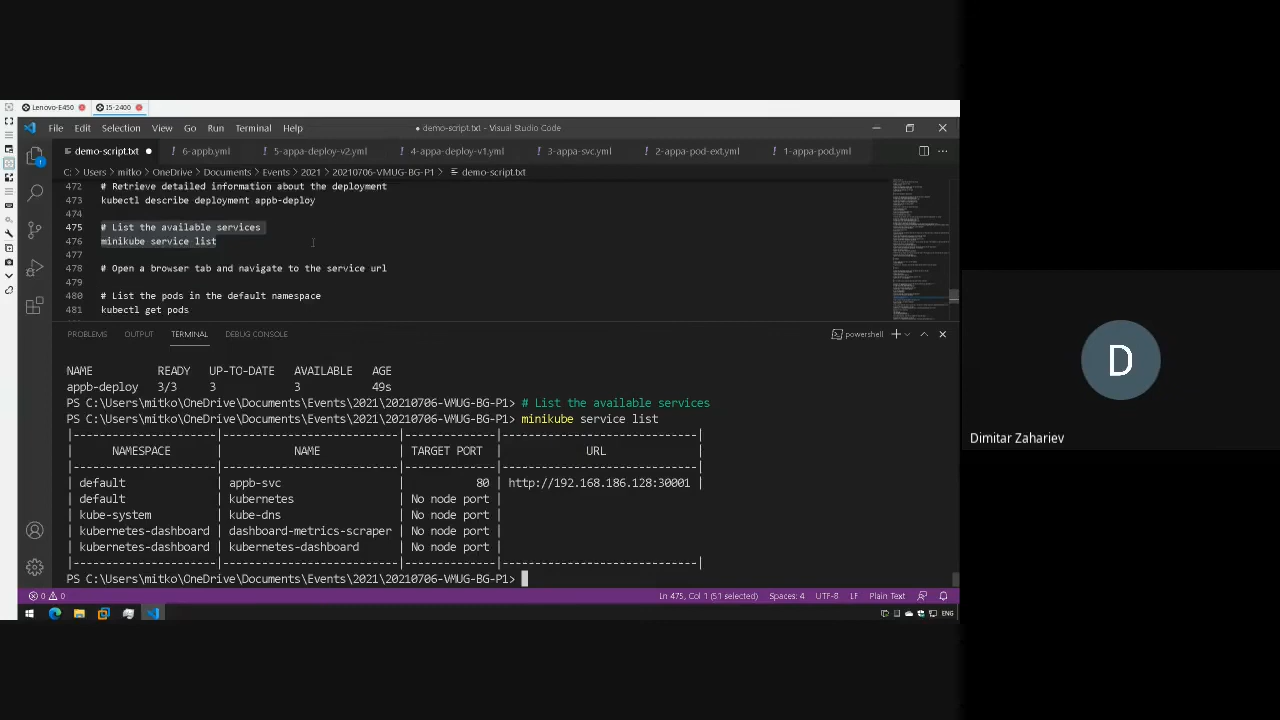 Lenovo-E450 I5-2400
File Edit Selection View Go Run Terminal Help ● demo-script.txt - Visual Studio Code
demo-script.txt ● ! 6-appb.yml ! 5-appa-deploy-v2.yml ! 4-appa-deploy-v1.yml ! 3-appa-svc.yml ! 2-appa-pod-ext.yml ! 1-appa-pod.yml ...
C: > Users > mitko > OneDrive > Documents > Events > 2021 > 20210706-VMUG-BG-P1 > demo-script.txt
472 # Retrieve detailed information about the deployment
473 kubectl describe deployment appb-deploy
474
475 # List the available services
476 minikube service list
477
478 # Open a browser tab and navigate to the service url
479
480 # List the pods in the default namespace
481 kubectl get pods
PROBLEMS OUTPUT TERMINAL DEBUG CONSOLE powershell
NAME READY UP-TO-DATE AVAILABLE AGE
appb-deploy 3/3 3 3 49s
PS C:\Users\mitko\OneDrive\Documents\Events\2021\20210706-VMUG-BG-P1> # List the available services
PS C:\Users\mitko\OneDrive\Documents\Events\2021\20210706-VMUG-BG-P1> minikube service list
|----------------------|---------------------------|--------------|-----------------------------|
| NAMESPACE | NAME | TARGET PORT | URL |
|----------------------|---------------------------|--------------|-----------------------------|
| default | appb-svc | 80 | http://192.168.186.128:30001 |
| default | kubernetes | No node port |
| kube-system | kube-dns | No node port |
| kubernetes-dashboard | dashboard-metrics-scraper | No node port |
| kubernetes-dashboard | kubernetes-dashboard | No node port |
|----------------------|---------------------------|--------------|-----------------------------|
PS C:\Users\mitko\OneDrive\Documents\Events\2021\20210706-VMUG-BG-P1>
0 0 Ln 475, Col 1 (51 selected) Spaces: 4 UTF-8 LF Plain Text
ENG
D
Dimitar Zahariev